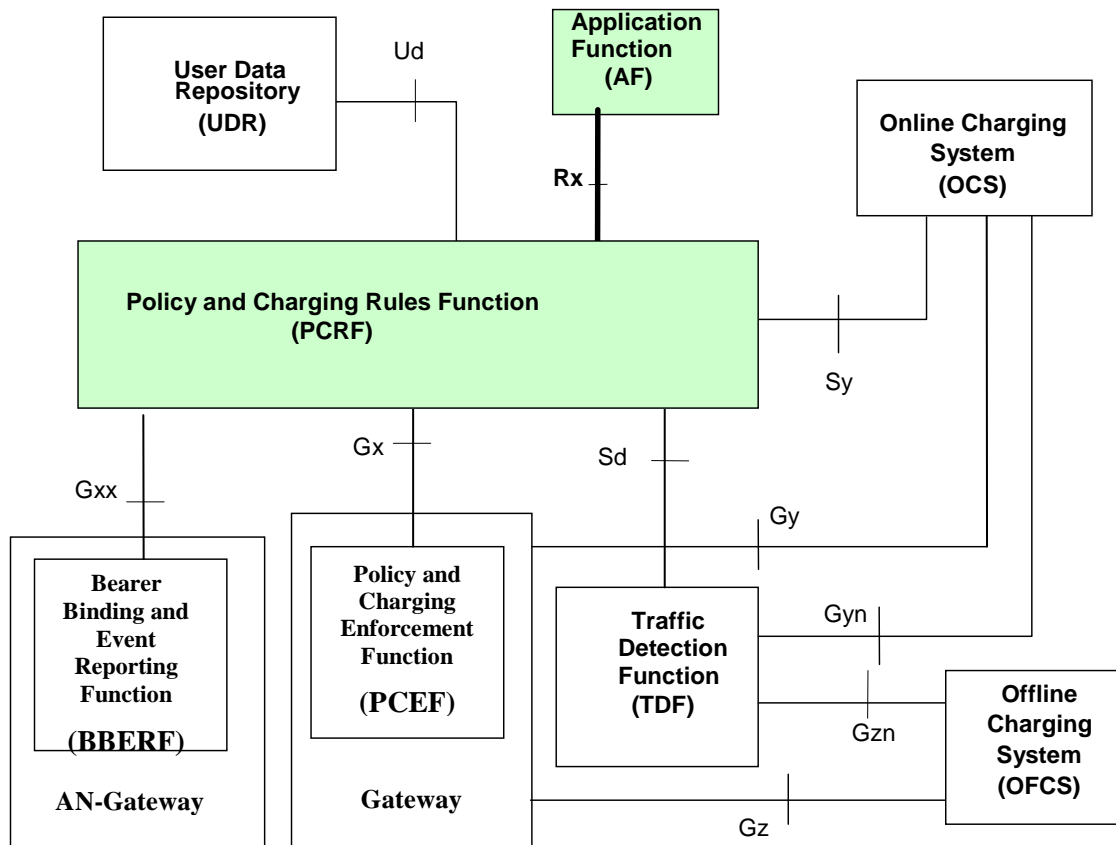 Application
Function
(AF)
Ud
User Data
Repository
(UDR)
Online Charging
System
(OCS)
Rx
Policy and Charging Rules Function
(PCRF)
Sy
Gx
Sd
Gxx
Gy
Bearer
Binding and
Event
Reporting
Function
(BBERF)
AN-Gateway
Policy and
Charging
Enforcement
Function
(PCEF)
Gateway
Traffic
Detection
Function
(TDF)
Gyn
Gzn
Offline
Charging
System
(OFCS)
Gz